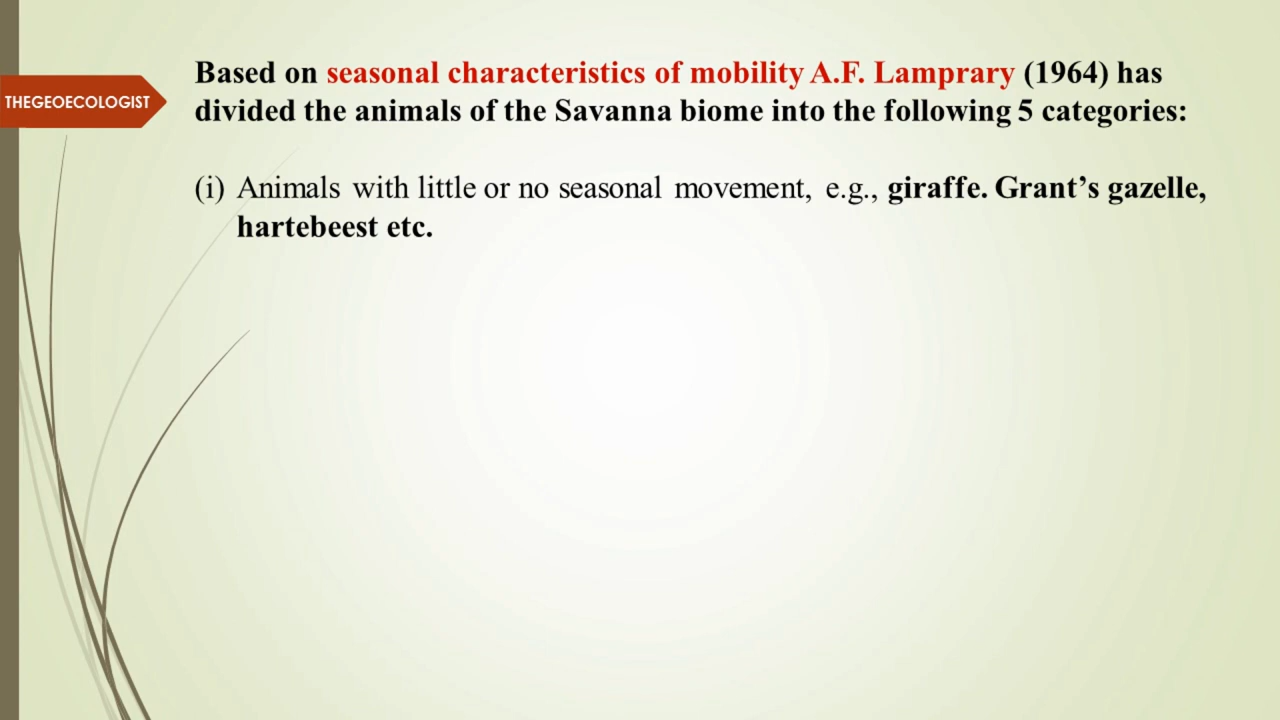 Based on seasonal characteristics of mobility A.F. Lamprary (1964) has
THEGEOECOLOGIST
divided the animals of the Savanna biome into the following 5 categories:
(i) Animals with little or no seasonal movement, e.g., giraffe. Grant’s gazelle,
hartebeest etc.